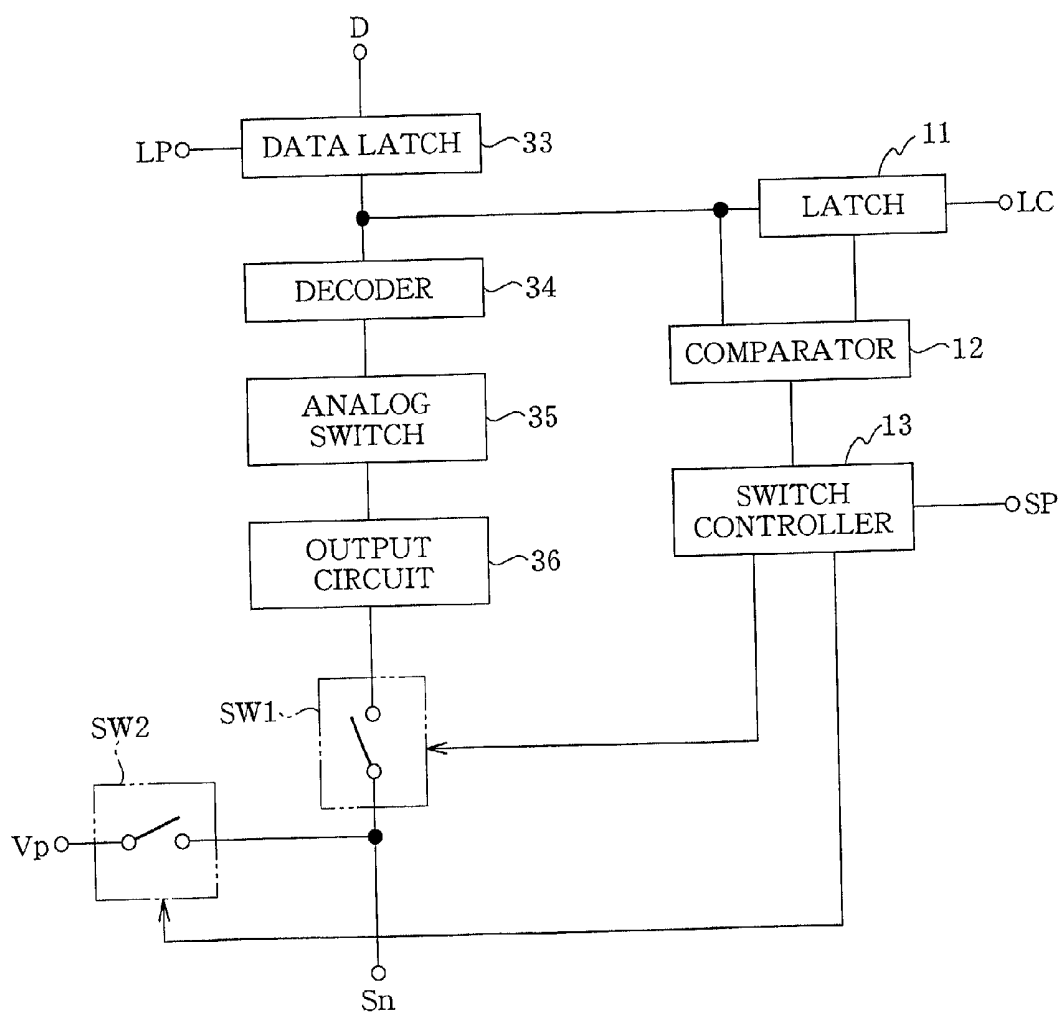 D
LP
DATA LATCH
33
11
LATCH
LC
DECODER
34
COMPARATOR
12
ANALOG
SWITCH
35
13
SWITCH
CONTROLLER
SP
OUTPUT
CIRCUIT
36
SW1
SW2
Vp
Sn